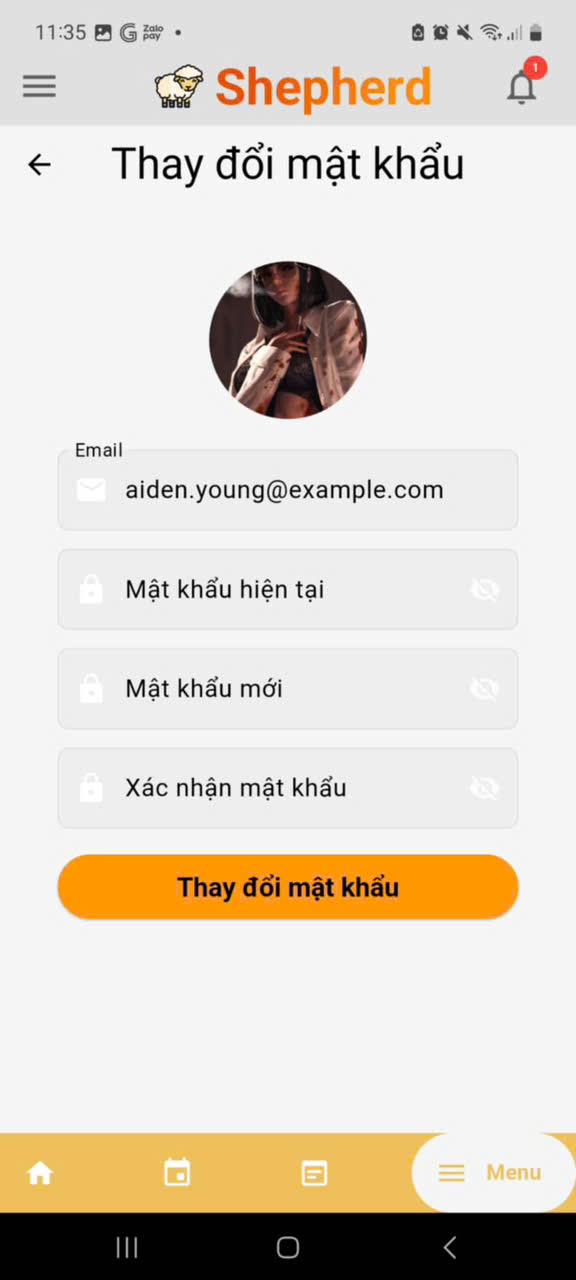 11:35 Zalo pay
1
Shepherd
Thay đổi mật khẩu
Email
aiden.young@example.com
Mật khẩu hiện tại
Mật khẩu mới
Xác nhận mật khẩu
Thay đổi mật khẩu
Menu